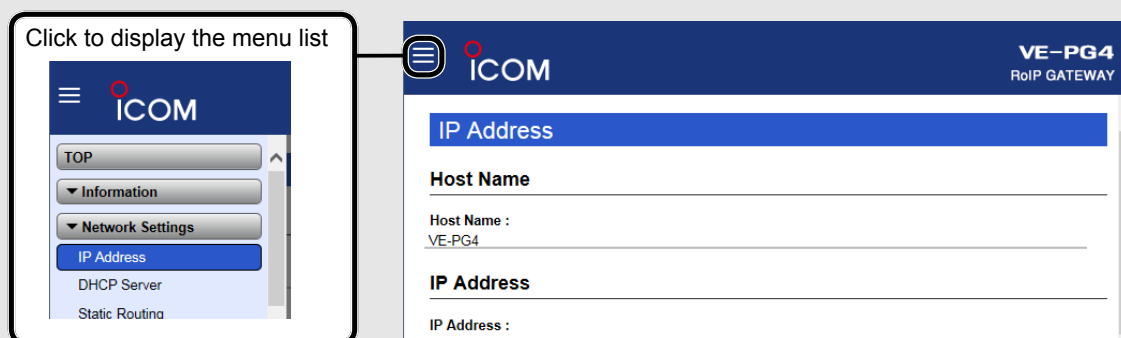 Click to display the menu list
ICOM
TOP
▼ Information
▼ Network Settings
IP Address
DHCP Server
Static Routing
ICOM
VE-PG4
RoIP GATEWAY
IP Address
Host Name
Host Name :
VE-PG4
IP Address
IP Address :